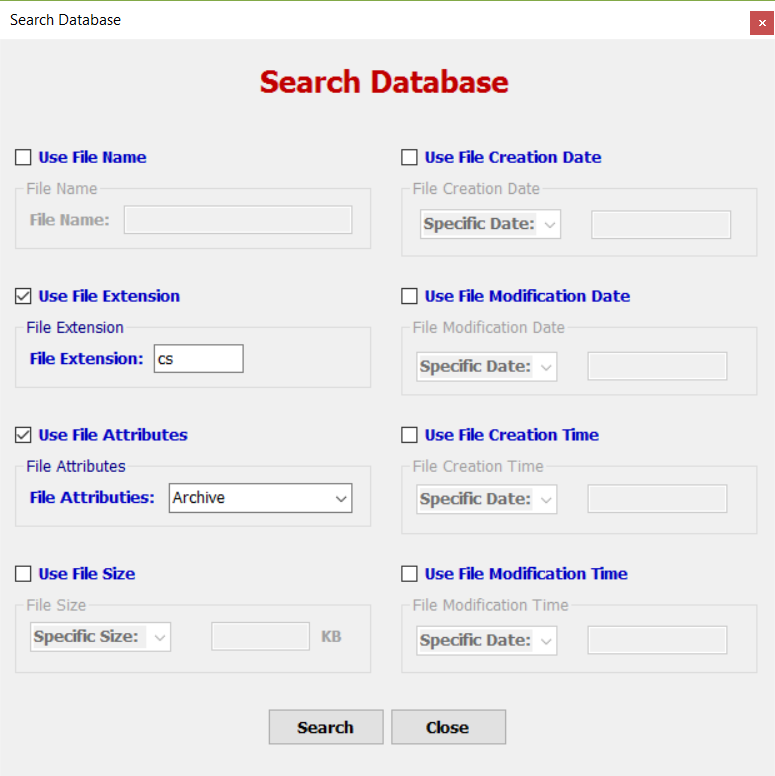 Search Database
Search Database
Use File Name
File Name
File Name:
Use File Extension
File Extension
File Extension: cs
Use File Attributes
File Attributes
File Attributies: Archive
Use File Size
File Size
Specific Size: KB
Use File Creation Date
File Creation Date
Specific Date:
Use File Modification Date
File Modification Date
Specific Date:
Use File Creation Time
File Creation Time
Specific Date:
Use File Modification Time
File Modification Time
Specific Date:
Search Close